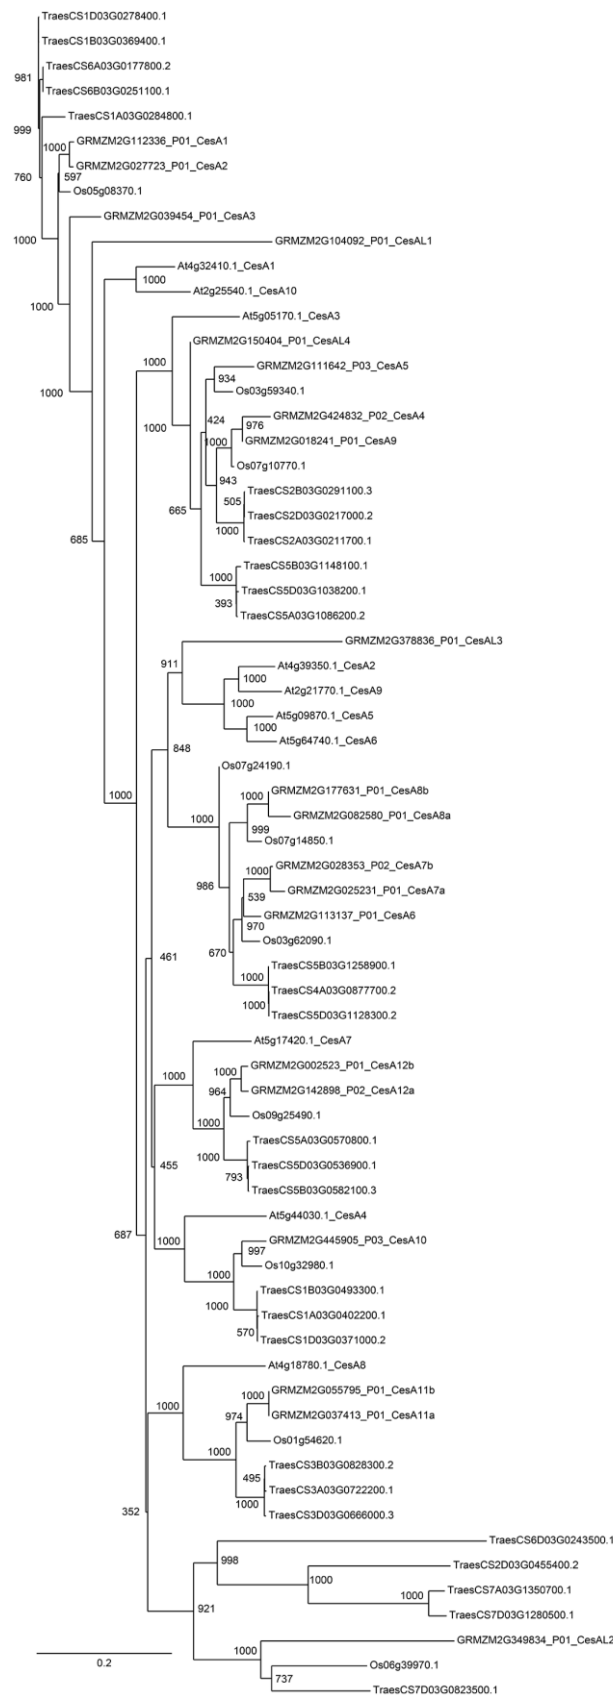 TraesCS1D03G0278400.1
TraesCS1B03G0369400.1
TraesCS6A03G0177800.2
981
TraesCS6B03G0251100.1
TraesCS1A03G0284800.1
999
1000
GRMZM2G112336_P01_CesA1
GRMZM2G027723_P01_CesA2
760
597
Os05g08370.1
GRMZM2G039454_P01_CesA3
1000
GRMZM2G104092_P01_CesAL1
At4g32410.1_CesA1
1000
At2g25540.1_CesA10
1000
At5g05170.1_CesA3
GRMZM2G150404_P01_CesAL4
1000
GRMZM2G111642_P03_CesA5
934
1000
Os03g59340.1
GRMZM2G424832_P02_CesA4
424
976
1000
1000
GRMZM2G018241_P01_CesA9
Os07g10770.1
943
TraesCS2B03G0291100.3
505
665
TraesCS2D03G0217000.2
1000
685
TraesCS2A03G0211700.1
TraesCS5B03G1148100.1
1000
TraesCS5D03G1038200.1
393
TraesCS5A03G1086200.2
GRMZM2G378836_P01_CesAL3
911
At4g39350.1_CesA2
1000
At2g21770.1_CesA9
1000
At5g09870.1_CesA5
1000
At5g64740.1_CesA6
848
Os07g24190.1
GRMZM2G177631_P01_CesA8b
1000
1000
GRMZM2G082580_P01_CesA8a
1000
999
Os07g14850.1
GRMZM2G028353_P02_CesA7b
1000
986
GRMZM2G025231_P01_CesA7a
539
GRMZM2G113137_P01_CesA6
970
Os03g62090.1
670
461
TraesCS5B03G1258900.1
1000
TraesCS4A03G0877700.2
1000
TraesCS5D03G1128300.2
At5g17420.1_CesA7
GRMZM2G002523_P01_CesA12b
1000
1000
964
GRMZM2G142898_P02_CesA12a
Os09g25490.1
1000
TraesCS5A03G0570800.1
1000
455
TraesCS5D03G0536900.1
793
TraesCS5B03G0582100.3
At5g44030.1_CesA4
687
1000
GRMZM2G445905_P03_CesA10
997
Os10g32980.1
1000
TraesCS1B03G0493300.1
1000
TraesCS1A03G0402200.1
570
TraesCS1D03G0371000.2
At4g18780.1_CesA8
1000
GRMZM2G055795_P01_CesA11b
1000
974
GRMZM2G037413_P01_CesA11a
Os01g54620.1
1000
TraesCS3B03G0828300.2
495
TraesCS3A03G0722200.1
1000
352
TraesCS3D03G0666000.3
TraesCS6D03G0243500.1
998
TraesCS2D03G0455400.2
1000
TraesCS7A03G1350700.1
1000
TraesCS7D03G1280500.1
921
GRMZM2G349834_P01_CesAL2
1000
0.2
Os06g39970.1
737
TraesCS7D03G0823500.1